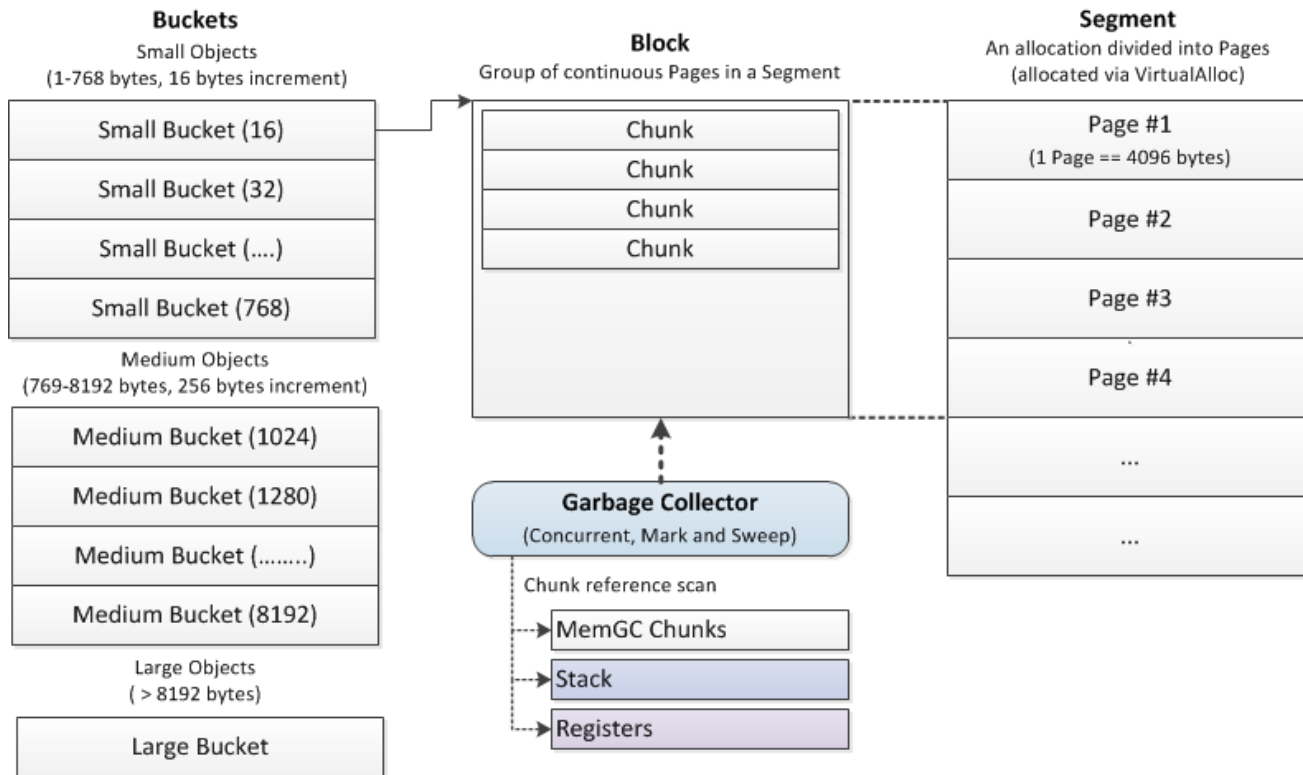 Buckets
Small Objects
(1-768 bytes, 16 bytes increment)
Small Bucket (16)
Small Bucket (32)
Small Bucket (....)
Small Bucket (768)
Medium Objects
(769-8192 bytes, 256 bytes increment)
Medium Bucket (1024)
Medium Bucket (1280)
Medium Bucket (........)
Medium Bucket (8192)
Large Objects
( > 8192 bytes)
Large Bucket
Block
Group of continuous Pages in a Segment
Chunk
Chunk
Chunk
Chunk
Garbage Collector
(Concurrent, Mark and Sweep)
Chunk reference scan
MemGC Chunks
Stack
Registers
Segment
An allocation divided into Pages
(allocated via VirtualAlloc)
Page #1
(1 Page == 4096 bytes)
Page #2
Page #3
Page #4
...
...